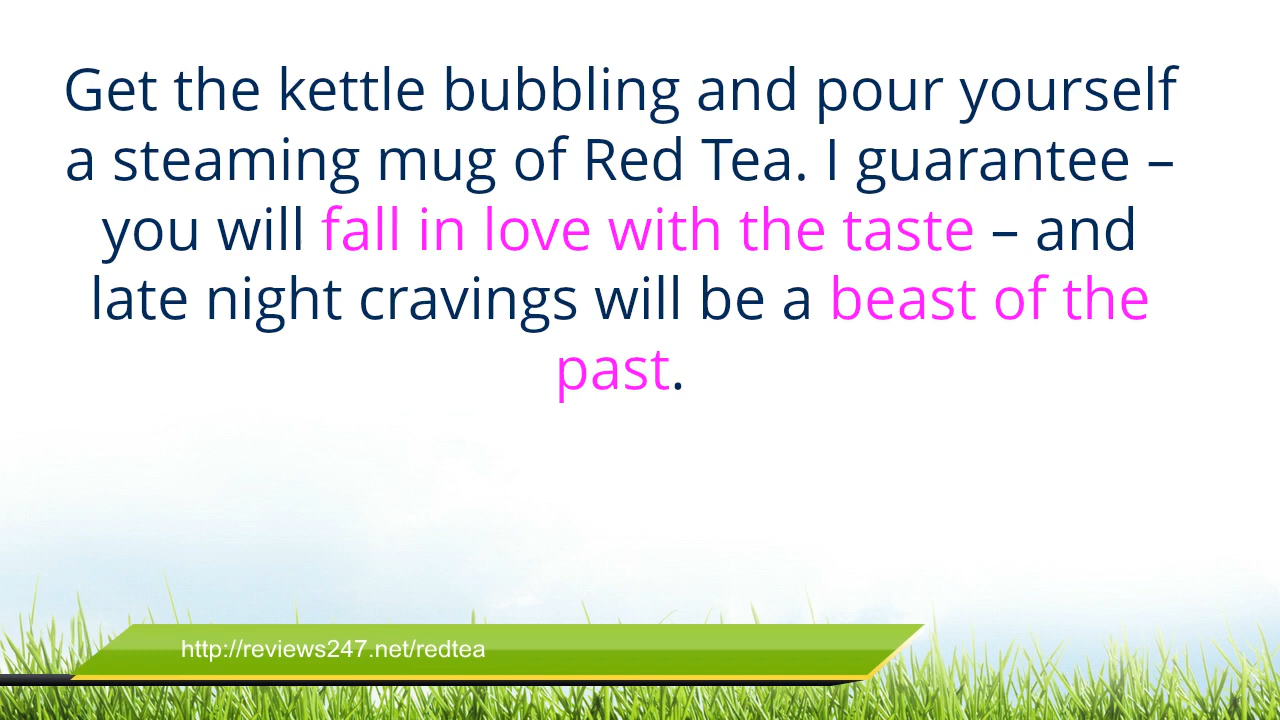 Get the kettle bubbling and pour yourself
a steaming mug of Red Tea. I guarantee –
you will fall in love with the taste – and
late night cravings will be a beast of the
past.
http://reviews247.net/redtea